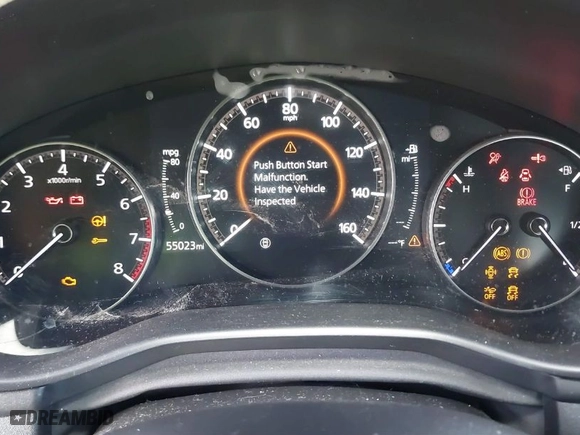 80
60 mph 100
40 120
20 140
0 160
Push Button Start
Malfunction.
Have the Vehicle
Inspected
4
3 x1000r/min 5
2 6
1 7
0 8
mpg
80
40
0
55023mi
mi
--- °F
H F
BRAKE
1/2
C
ABS
OFF OFF
DREAMBID